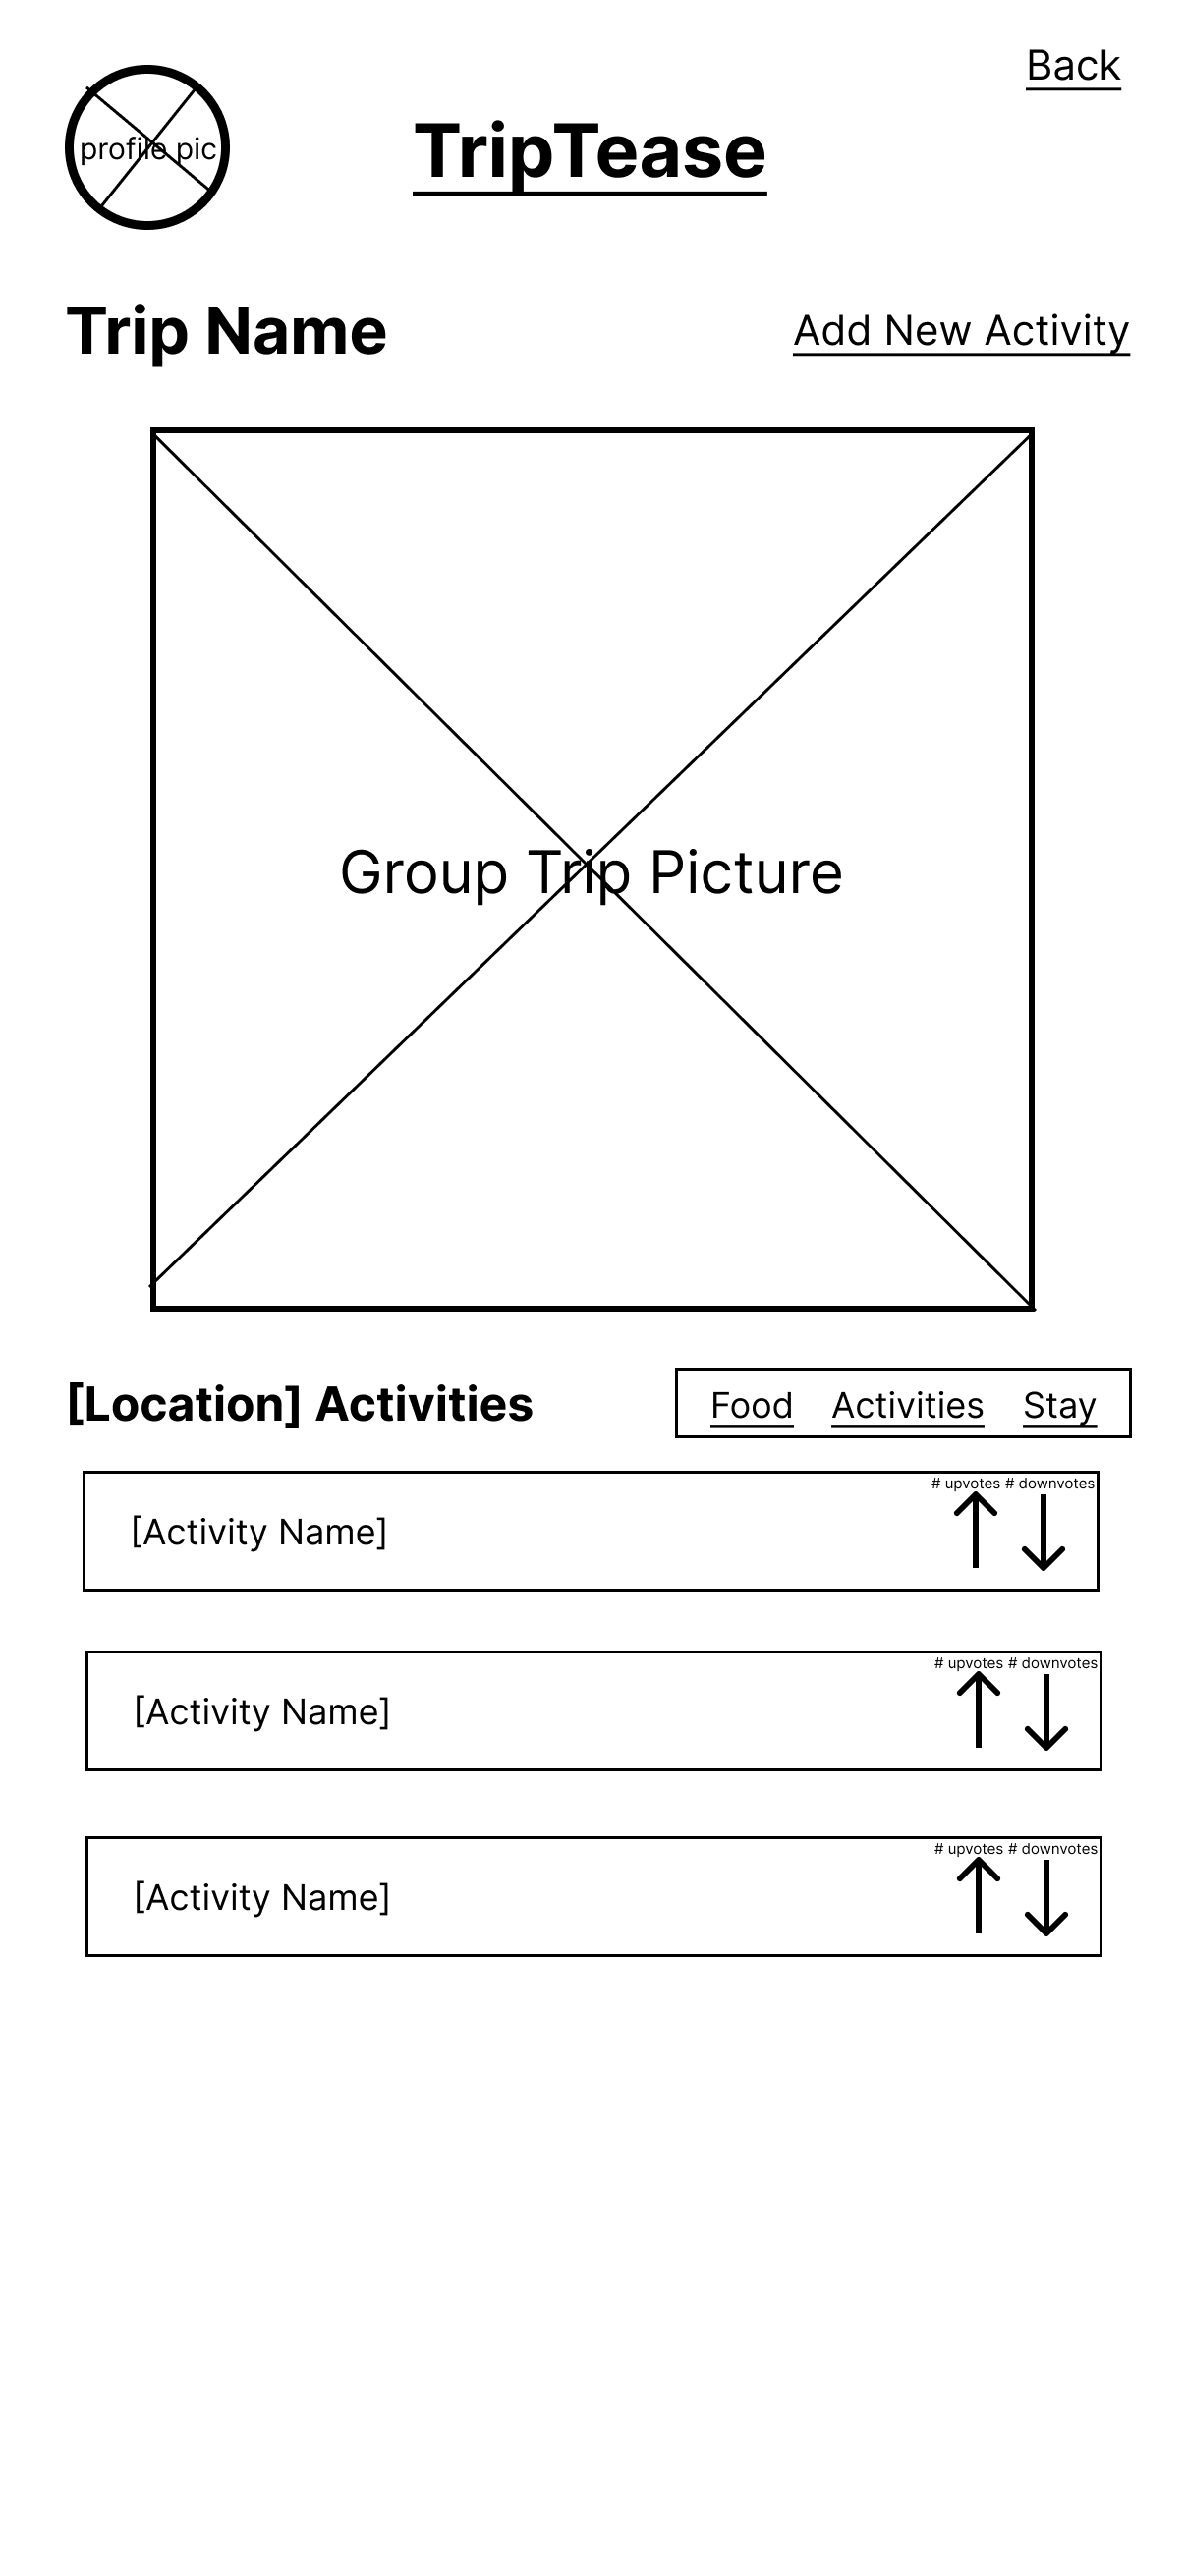 Back
profile pic
TripTease
Trip Name
Add New Activity
Group Trip Picture
[Location] Activities
Food Activities Stay
# upvotes # downvotes
[Activity Name]
# upvotes # downvotes
[Activity Name]
# upvotes # downvotes
[Activity Name]